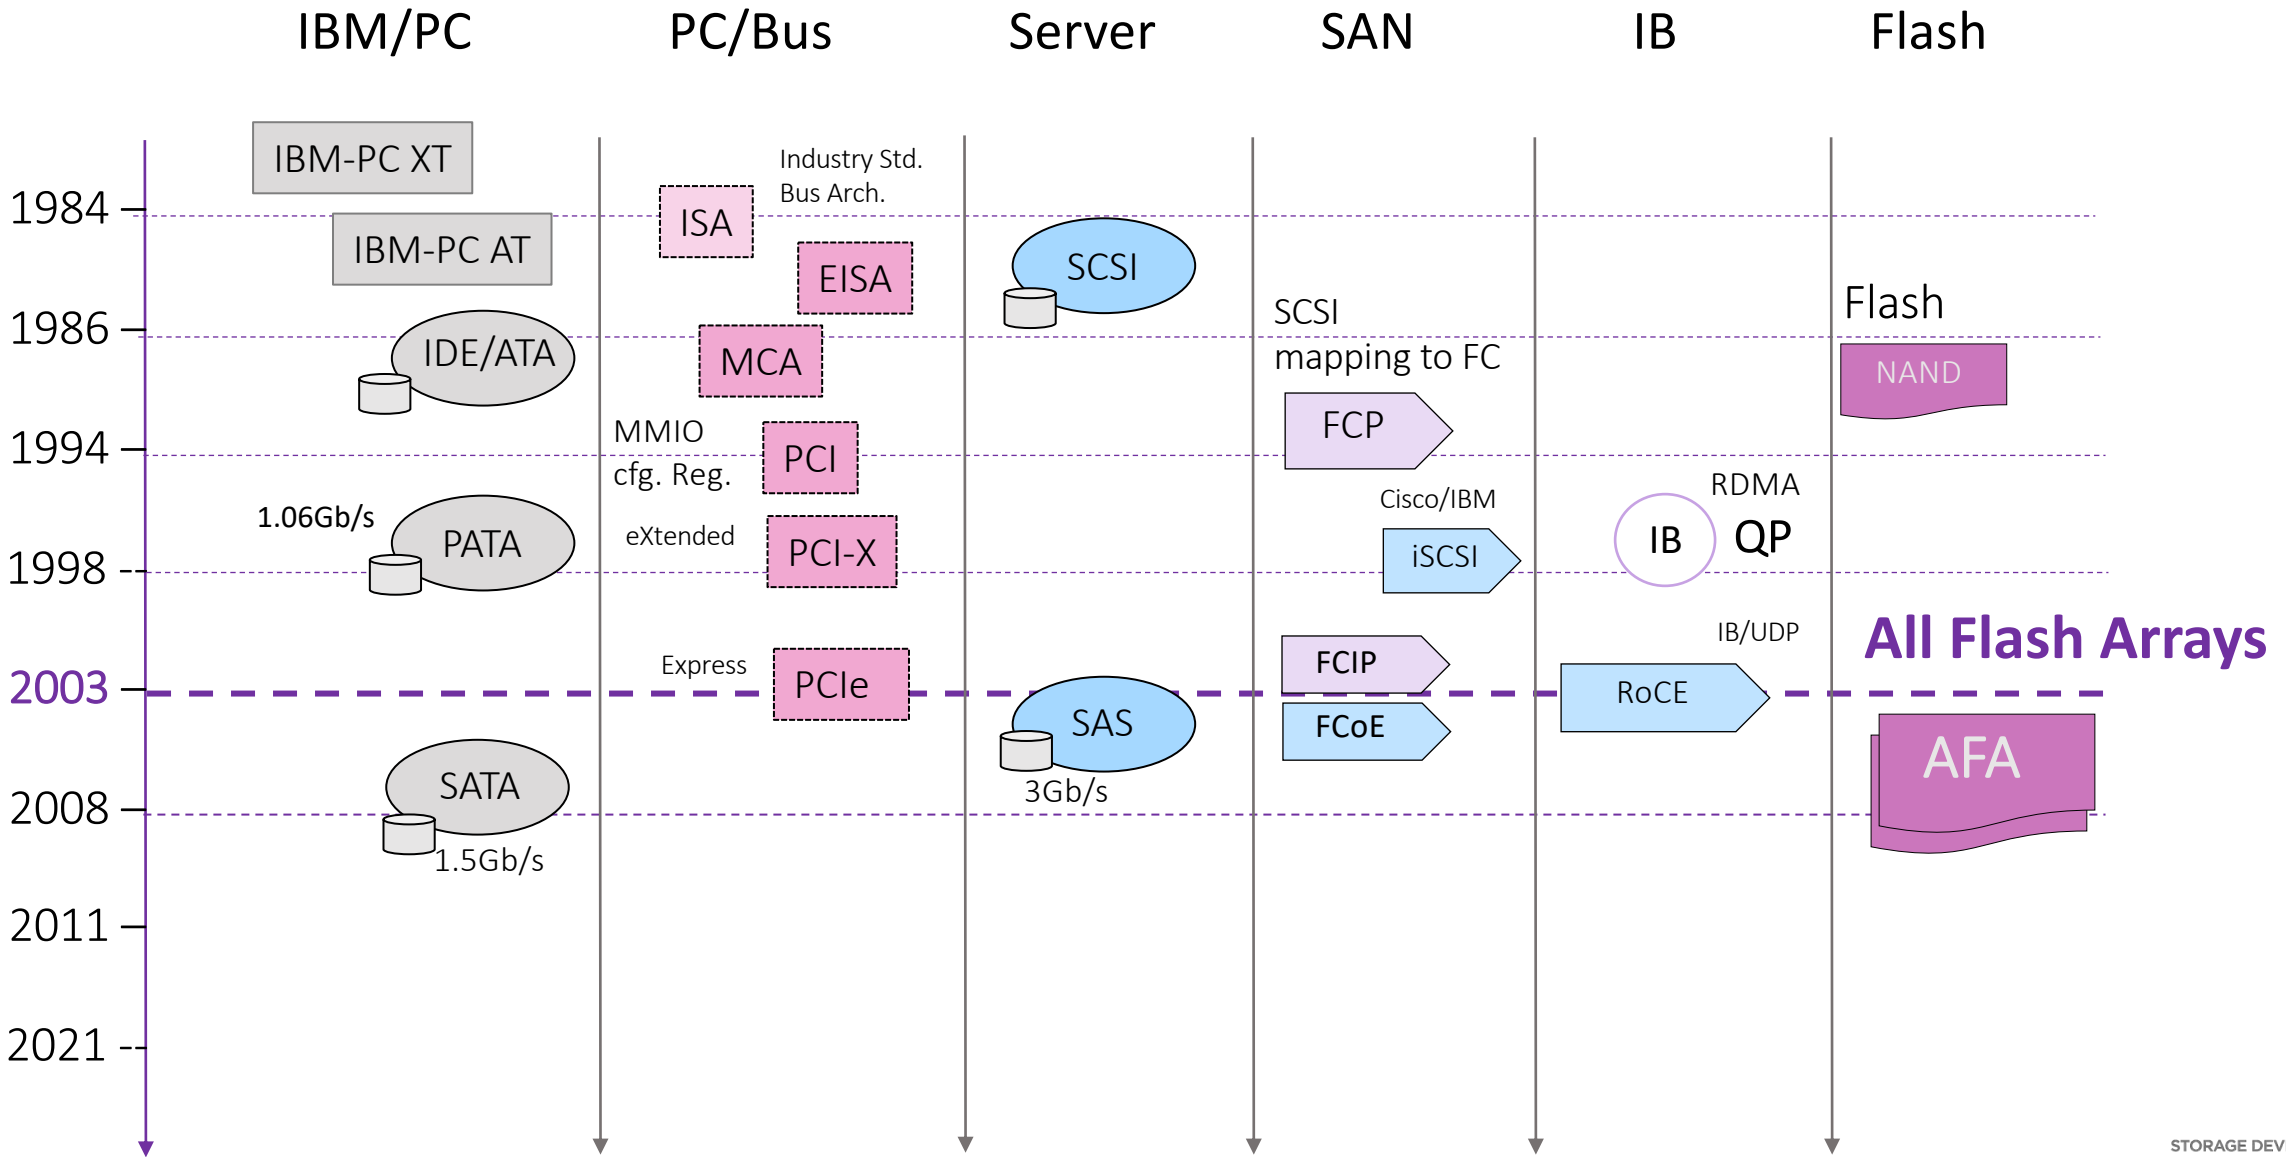 IBM/PC
PC/Bus
Server
SAN
IB
Flash
IBM-PC XT
Industry Std.
Bus Arch.
1984
ISA
IBM-PC AT
EISA
SCSI
1986
SCSI
mapping to FC
Flash
IDE/ATA
MCA
NAND
FCP
1994
MMIO
cfg. Reg.
PCI
RDMA
Cisco/IBM
1.06Gb/s
PATA
eXtended
PCI-X
iSCSI
IB
QP
1998
IB/UDP
All Flash Arrays
Express
FCIP
2003
PCIe
RoCE
SAS
FCoE
AFA
SATA
3Gb/s
2008
1.5Gb/s
2011
2021
STORAGE DEV